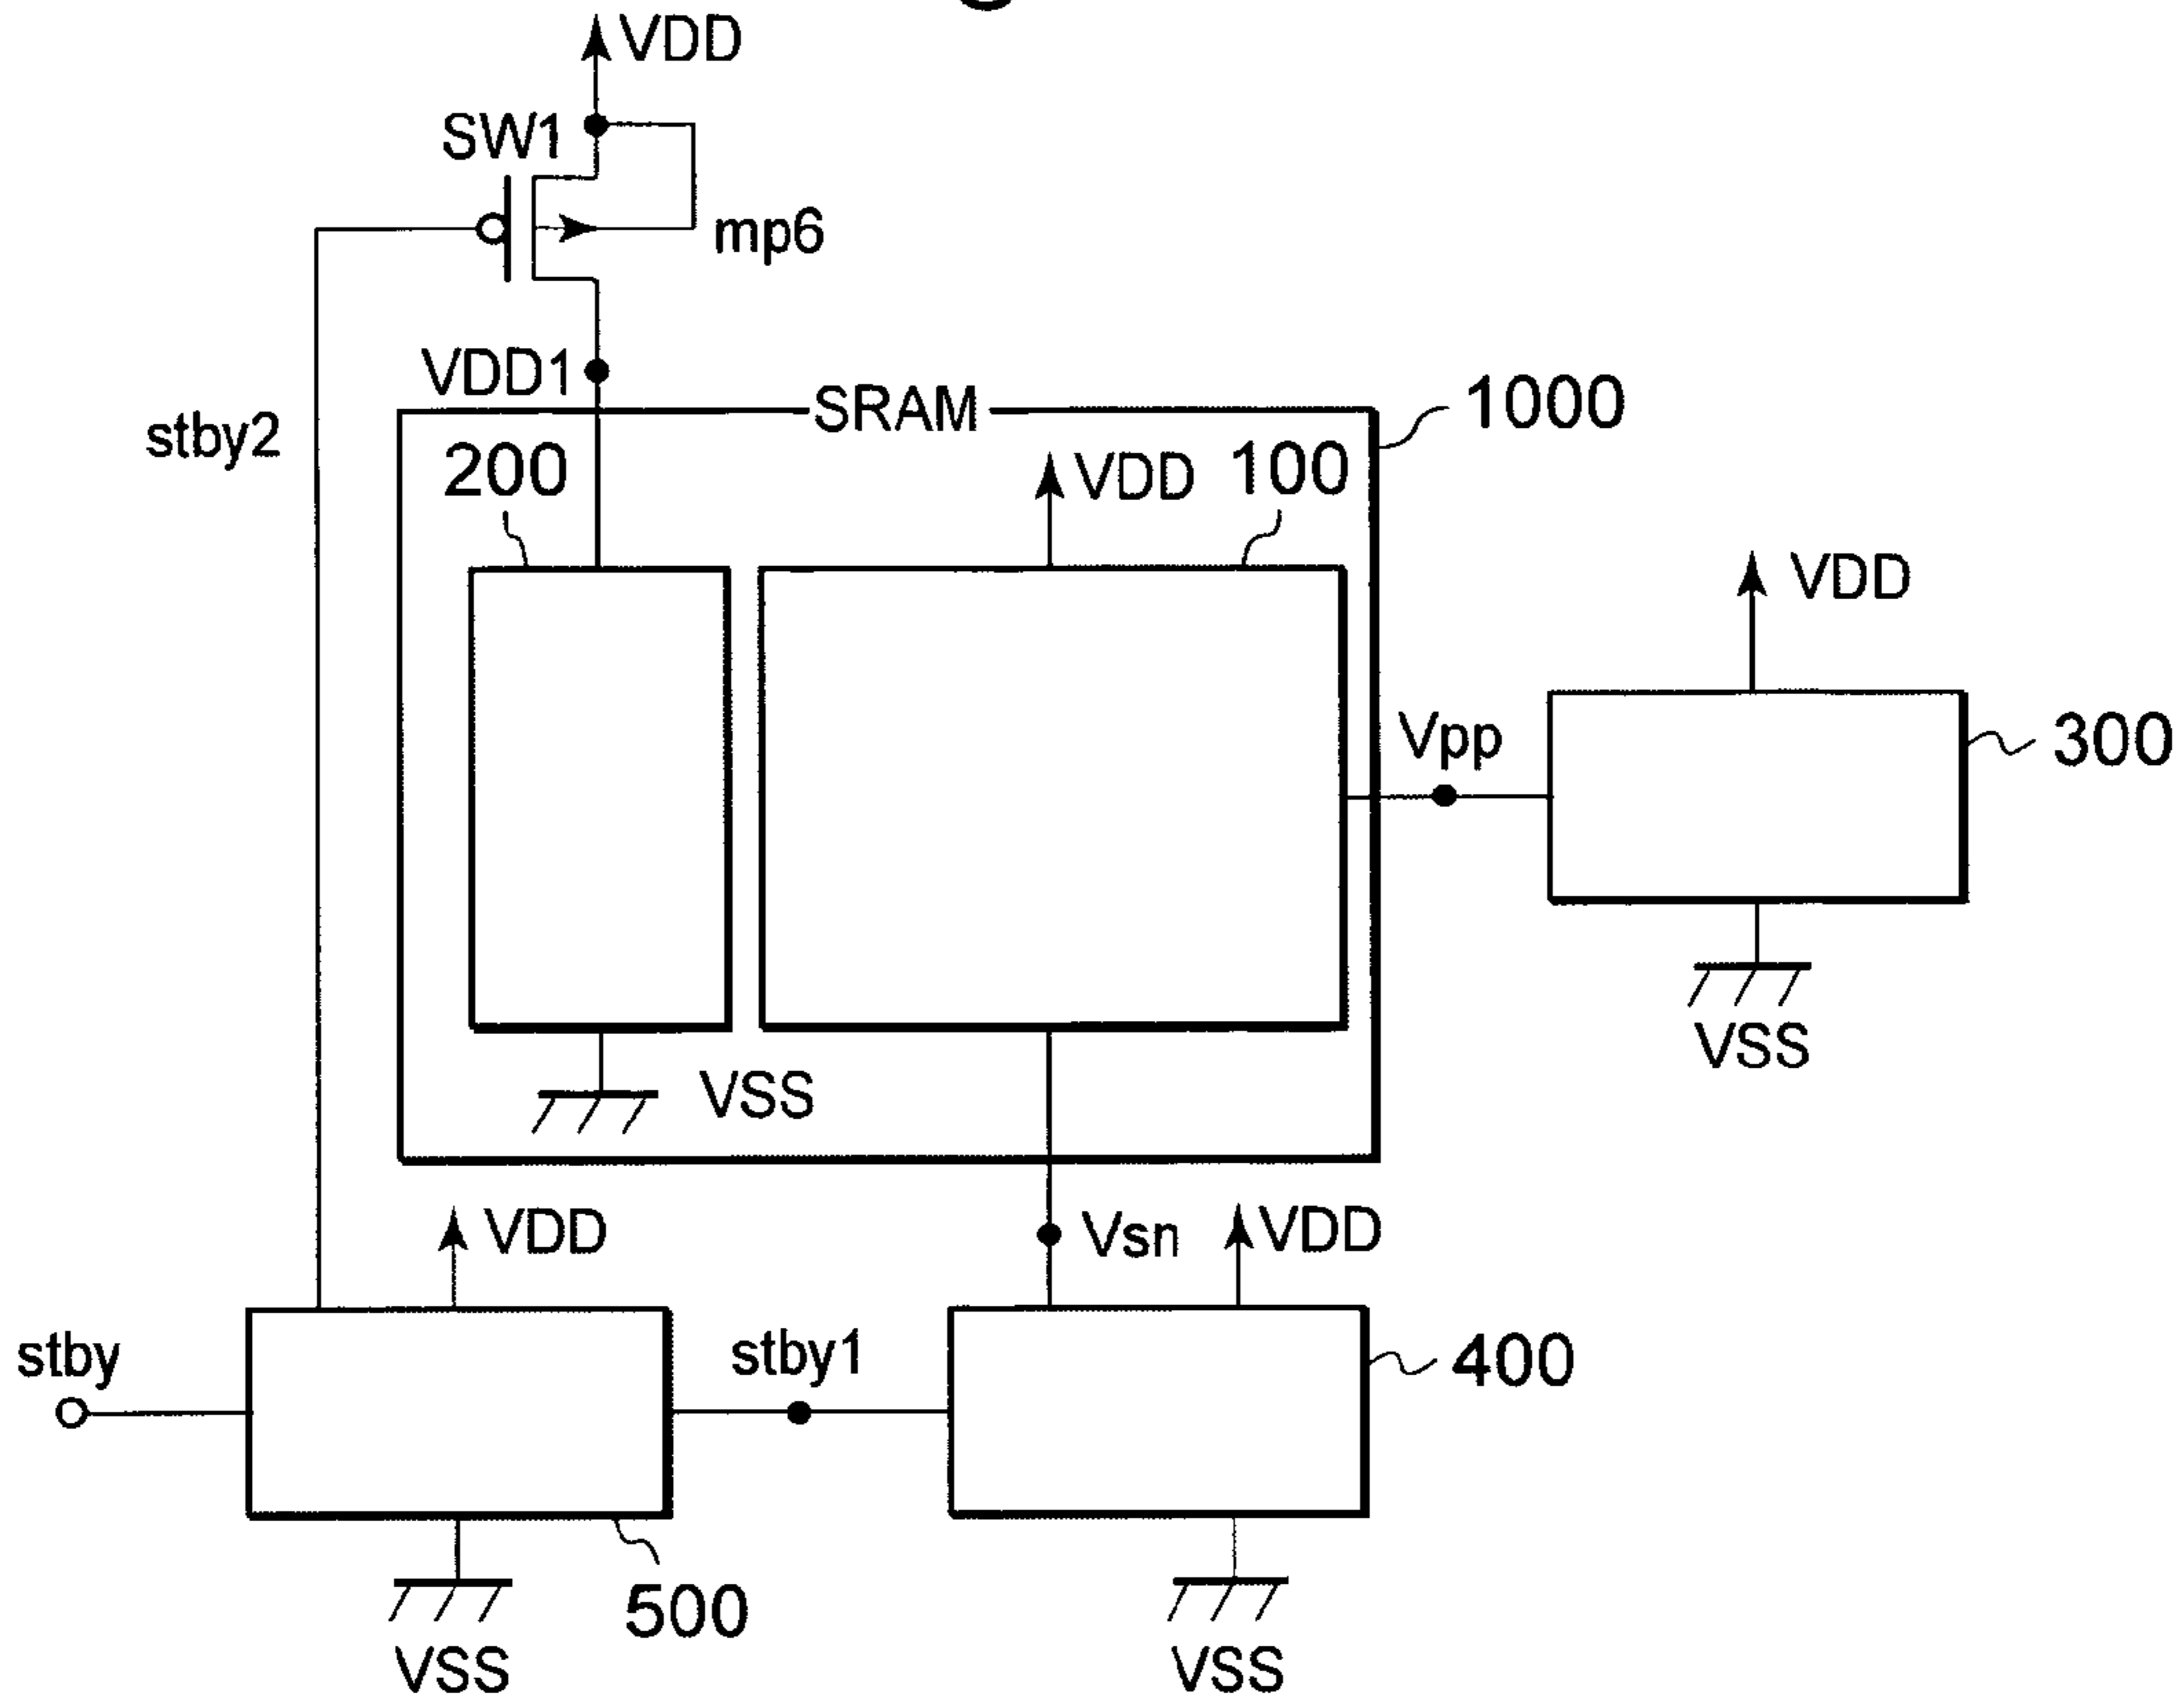 VDD
SW1
mp6
VDD1
SRAM
1000
stby2
200
VDD
100
VDD
Vpp
300
VSS
VSS
VDD
Vsn
VDD
stby
stby1
400
500
VSS
VSS